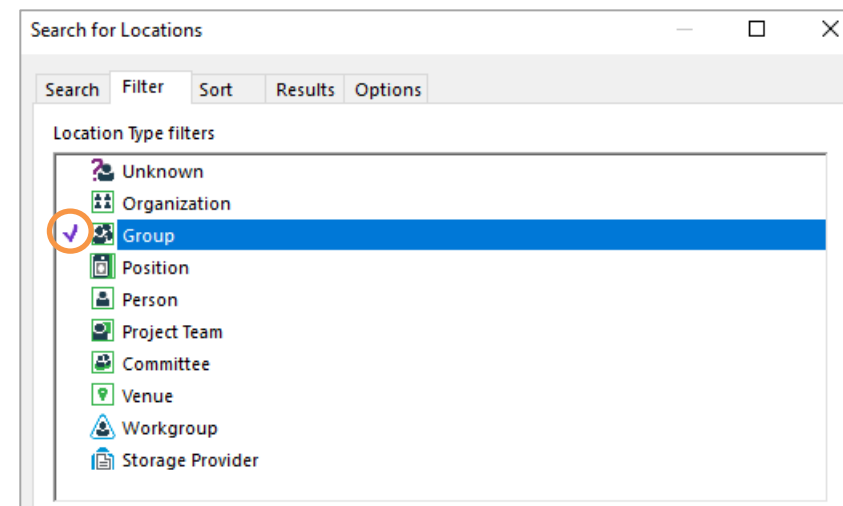 Search for Locations
Search Filter Sort Results Options
Location Type filters
Unknown
Organization
Group
Position
Person
Project Team
Committee
Venue
Workgroup
Storage Provider